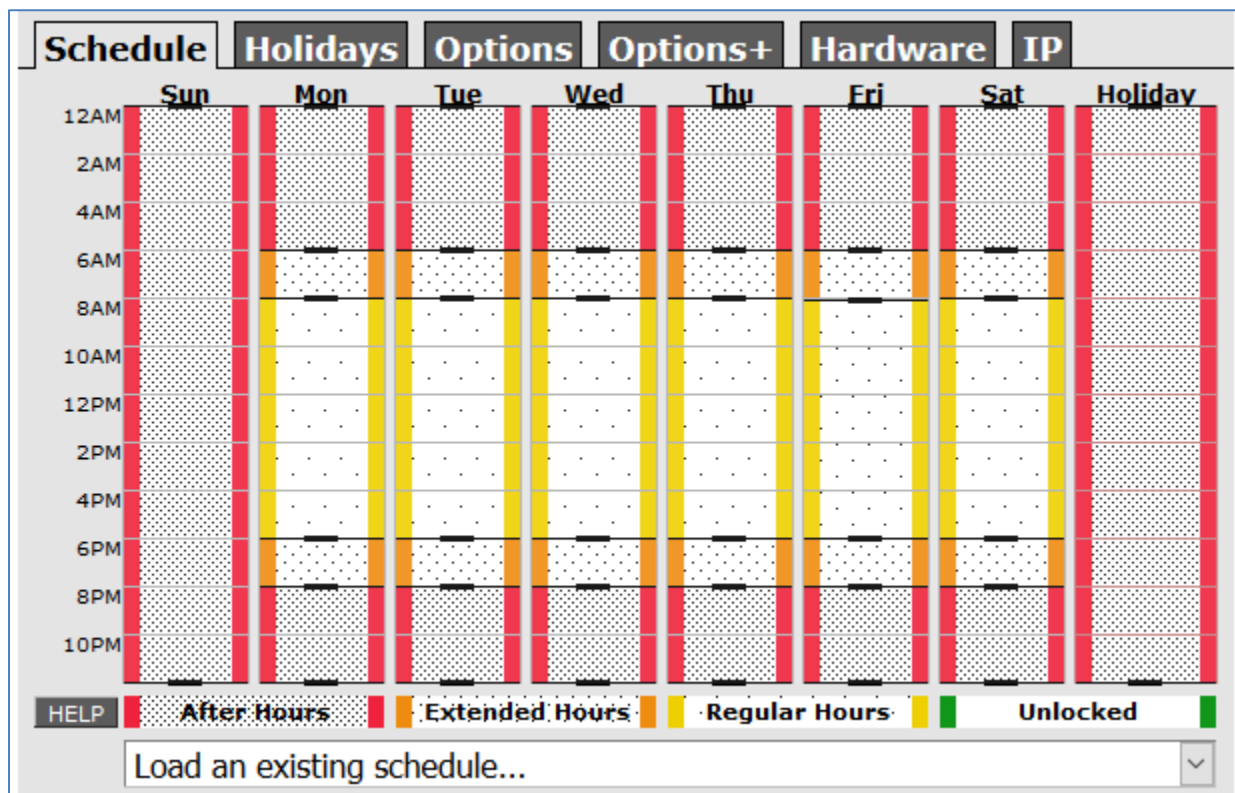 Schedule Holidays Options Options+ Hardware IP
Sun Mon Tue Wed Thu Fri Sat Holiday
12AM
2AM
4AM
6AM
8AM
10AM
12PM
2PM
4PM
6PM
8PM
10PM
HELP After Hours Extended Hours Regular Hours Unlocked
Load an existing schedule...